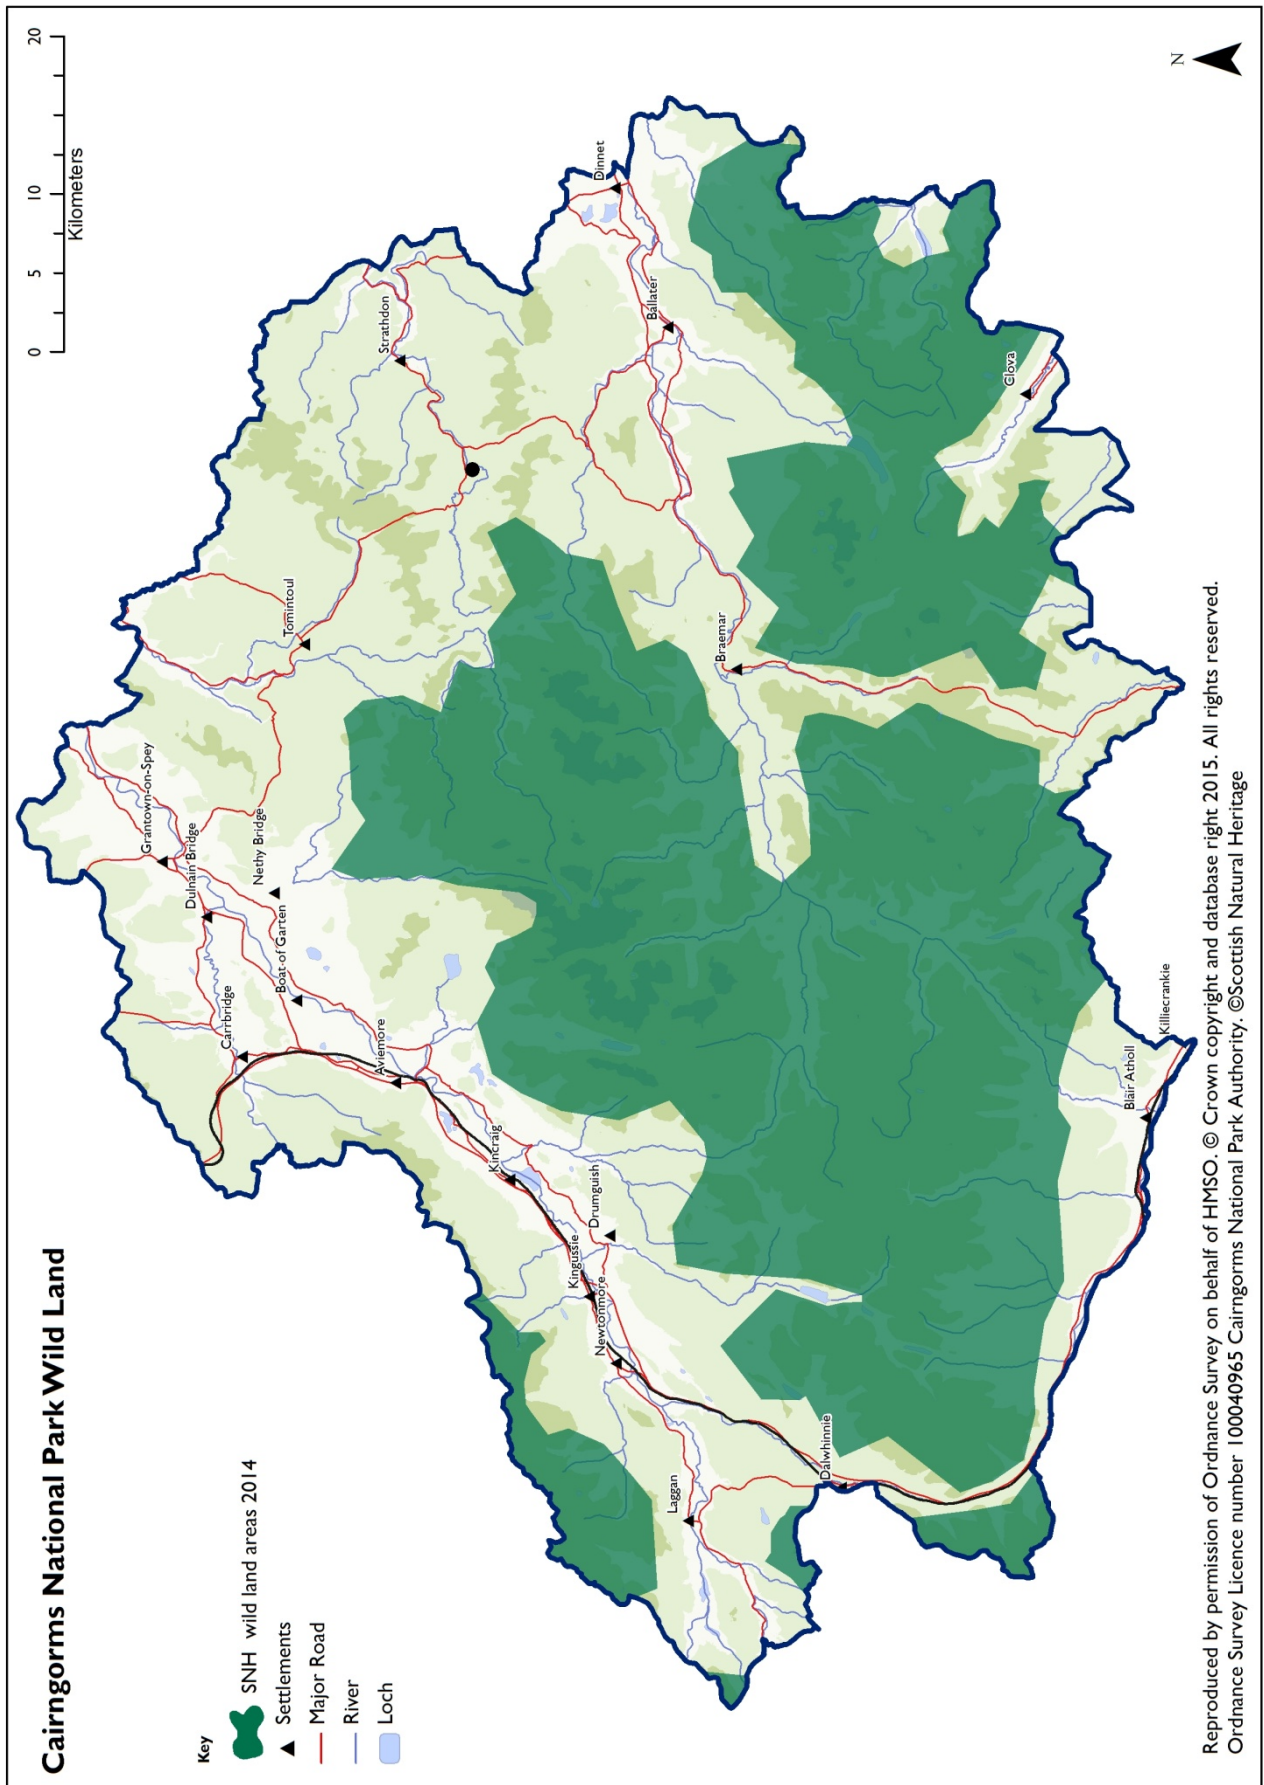 Cairngorms National Park Wild Land
Key
SNH wild land areas 2014
Settlements
Major Road
River
Loch
0 5 10 20
Kilometers
N
Grantown-on-Spey
Dulnain Bridge
Nethy Bridge
Carrbridge
Boat of Garten
Aviemore
Kincraig
Kingussie
Drumguish
Newtonmore
Laggan
Dalwhinnie
Tomintoul
Strathdon
Dinnet
Ballater
Braemar
Clova
Blair Atholl
Killiecrankie
Reproduced by permission of Ordnance Survey on behalf of HMSO. © Crown copyright and database right 2015. All rights reserved.
Ordnance Survey Licence number 100040965 Cairngorms National Park Authority. ©Scottish Natural Heritage